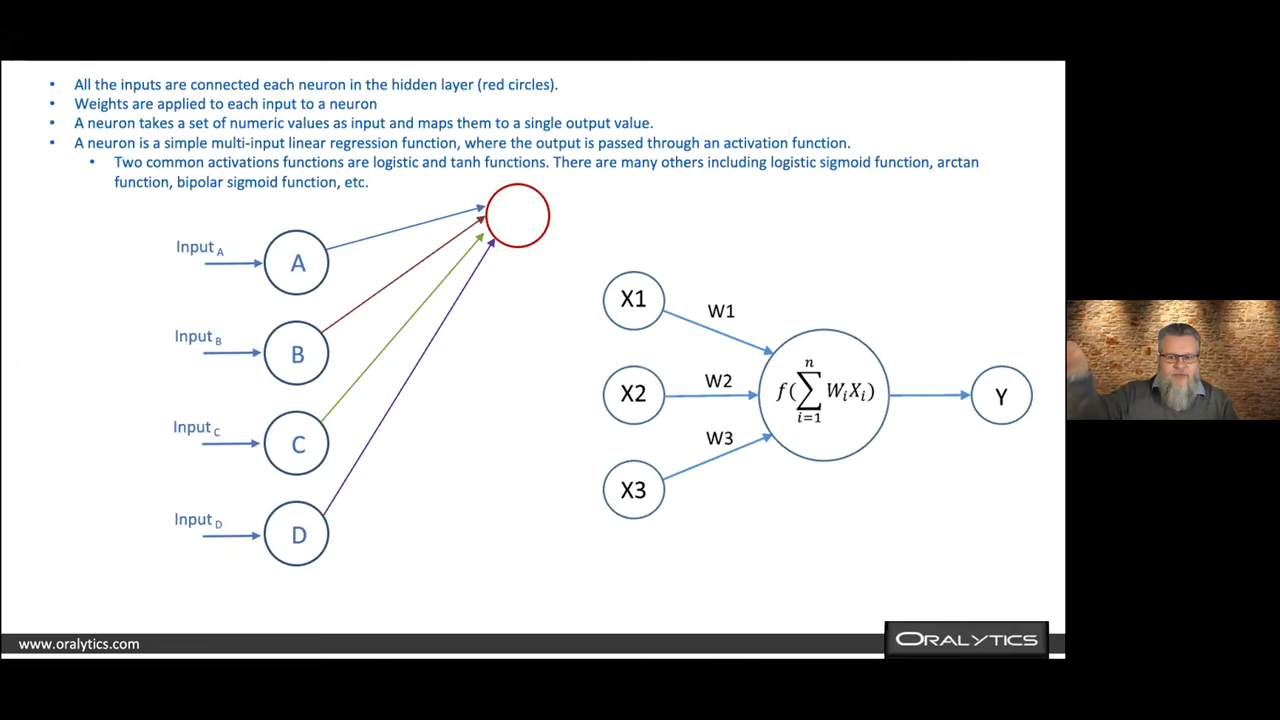 All the inputs are connected each neuron in the hidden layer (red circles).
Weights are applied to each input to a neuron
A neuron takes a set of numeric values as input and maps them to a single output value.
A neuron is a simple multi-input linear regression function, where the output is passed through an activation function.
Two common activations functions are logistic and tanh functions. There are many others including logistic sigmoid function, arctan
function, bipolar sigmoid function, etc.
Input A
A
Input B
B
Input C
C
Input D
D
X1
W1
X2
W2
X3
W3
f(∑ⁿᵢ₌₁ WᵢXᵢ)
Y
www.oralytics.com
ORALYTICS